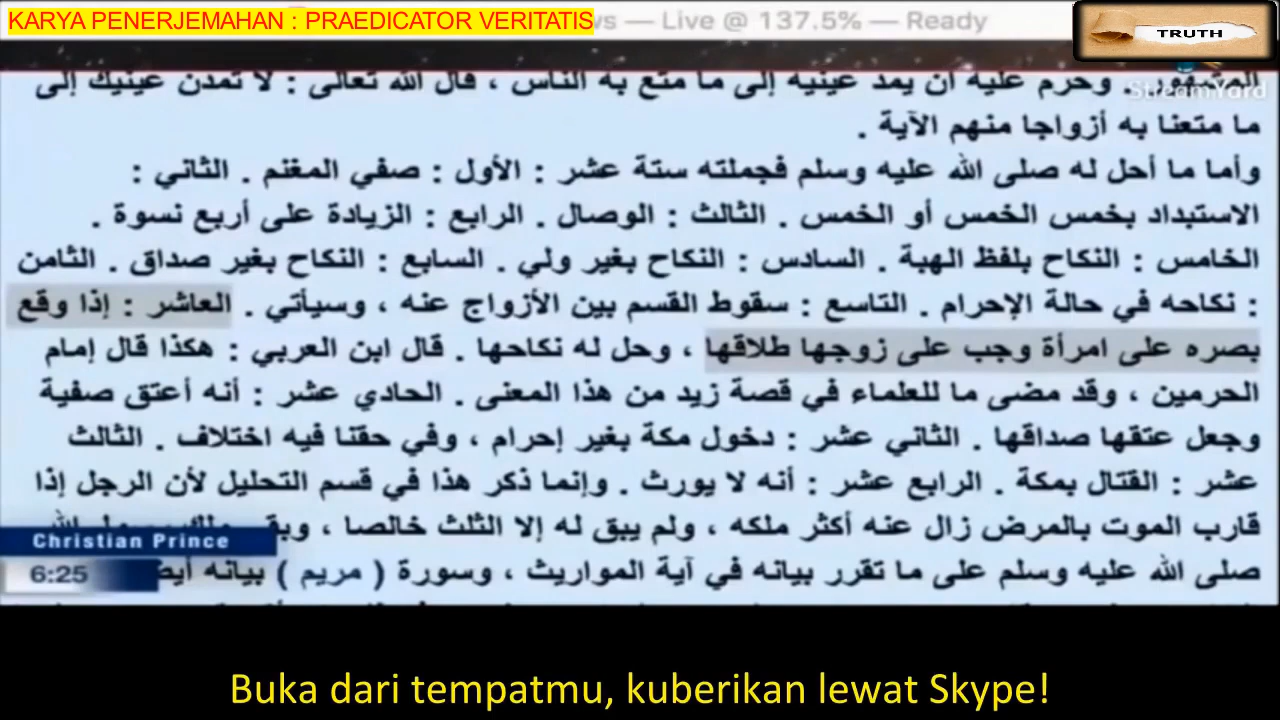 KARYA PENERJEMAHAN : PRAEDICATOR VERITATIS
— Live @ 137.5% — Ready
TRUTH
StreamYard
وحرم عليه أن يمد عينيه إلى ما متع به الناس ، قال الله تعالى : لا تمدن عينيك إلى
ما متعنا به أزواجا منهم الآية .
وأما ما أحل له صلى الله عليه وسلم فجملته ستة عشر : الأول : صفي المغنم . الثاني :
الاستبداد بخمس الخمس أو الخمس . الثالث : الوصال . الرابع : الزيادة على أربع نسوة .
الخامس : النكاح بلفظ الهبة . السادس : النكاح بغير ولي . السابع : النكاح بغير صداق . الثامن
: نكاحه في حالة الإحرام . التاسع : سقوط القسم بين الأزواج عنه ، وسيأتي . العاشر : إذا وقع
بصره على امرأة وجب على زوجها طلاقها ، وحل له نكاحها . قال ابن العربي : هكذا قال إمام
الحرمين ، وقد مضى ما للعلماء في قصة زيد من هذا المعنى . الحادي عشر : أنه أعتق صفية
وجعل عتقها صداقها . الثاني عشر : دخول مكة بغير إحرام ، وفي حقنا فيه اختلاف . الثالث
عشر : القتال بمكة . الرابع عشر : أنه لا يورث . وإنما ذكر هذا في قسم التحليل لأن الرجل إذا
قارب الموت بالمرض زال عنه أكثر ملكه ، ولم يبق له إلا الثلث خالصا ،
صلى الله عليه وسلم على ما تقرر بيانه في آية المواريث ، وسورة ( مريم ) بيانه
Christian Prince
6:25
Buka dari tempatmu, kuberikan lewat Skype!